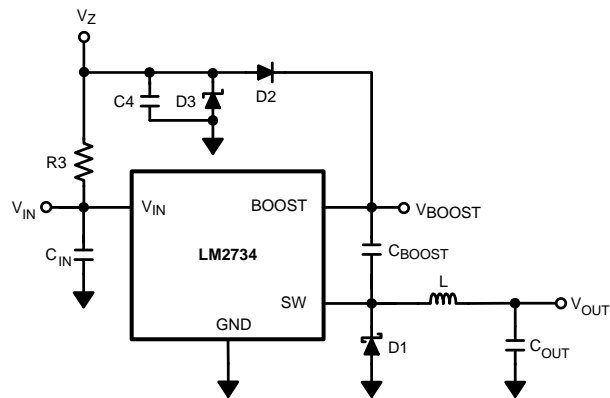 VZ
C4
D3
D2
R3
VIN
VIN
BOOST
VBOOST
CIN
LM2734
CBOOST
SW
L
VOUT
GND
D1
COUT